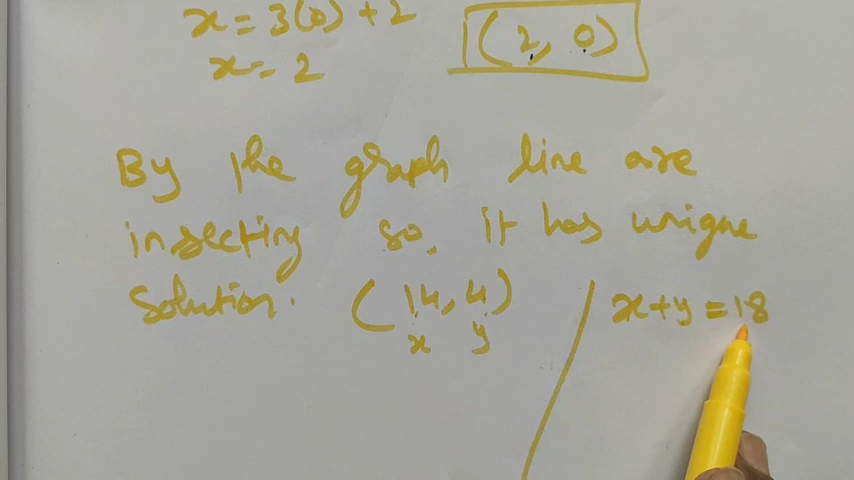 x = 3(0) + 2
(2, 0)
x = 2
By the graph line are
insecting so, it has unique
Solution. (14, 4)
x y
x + y = 18